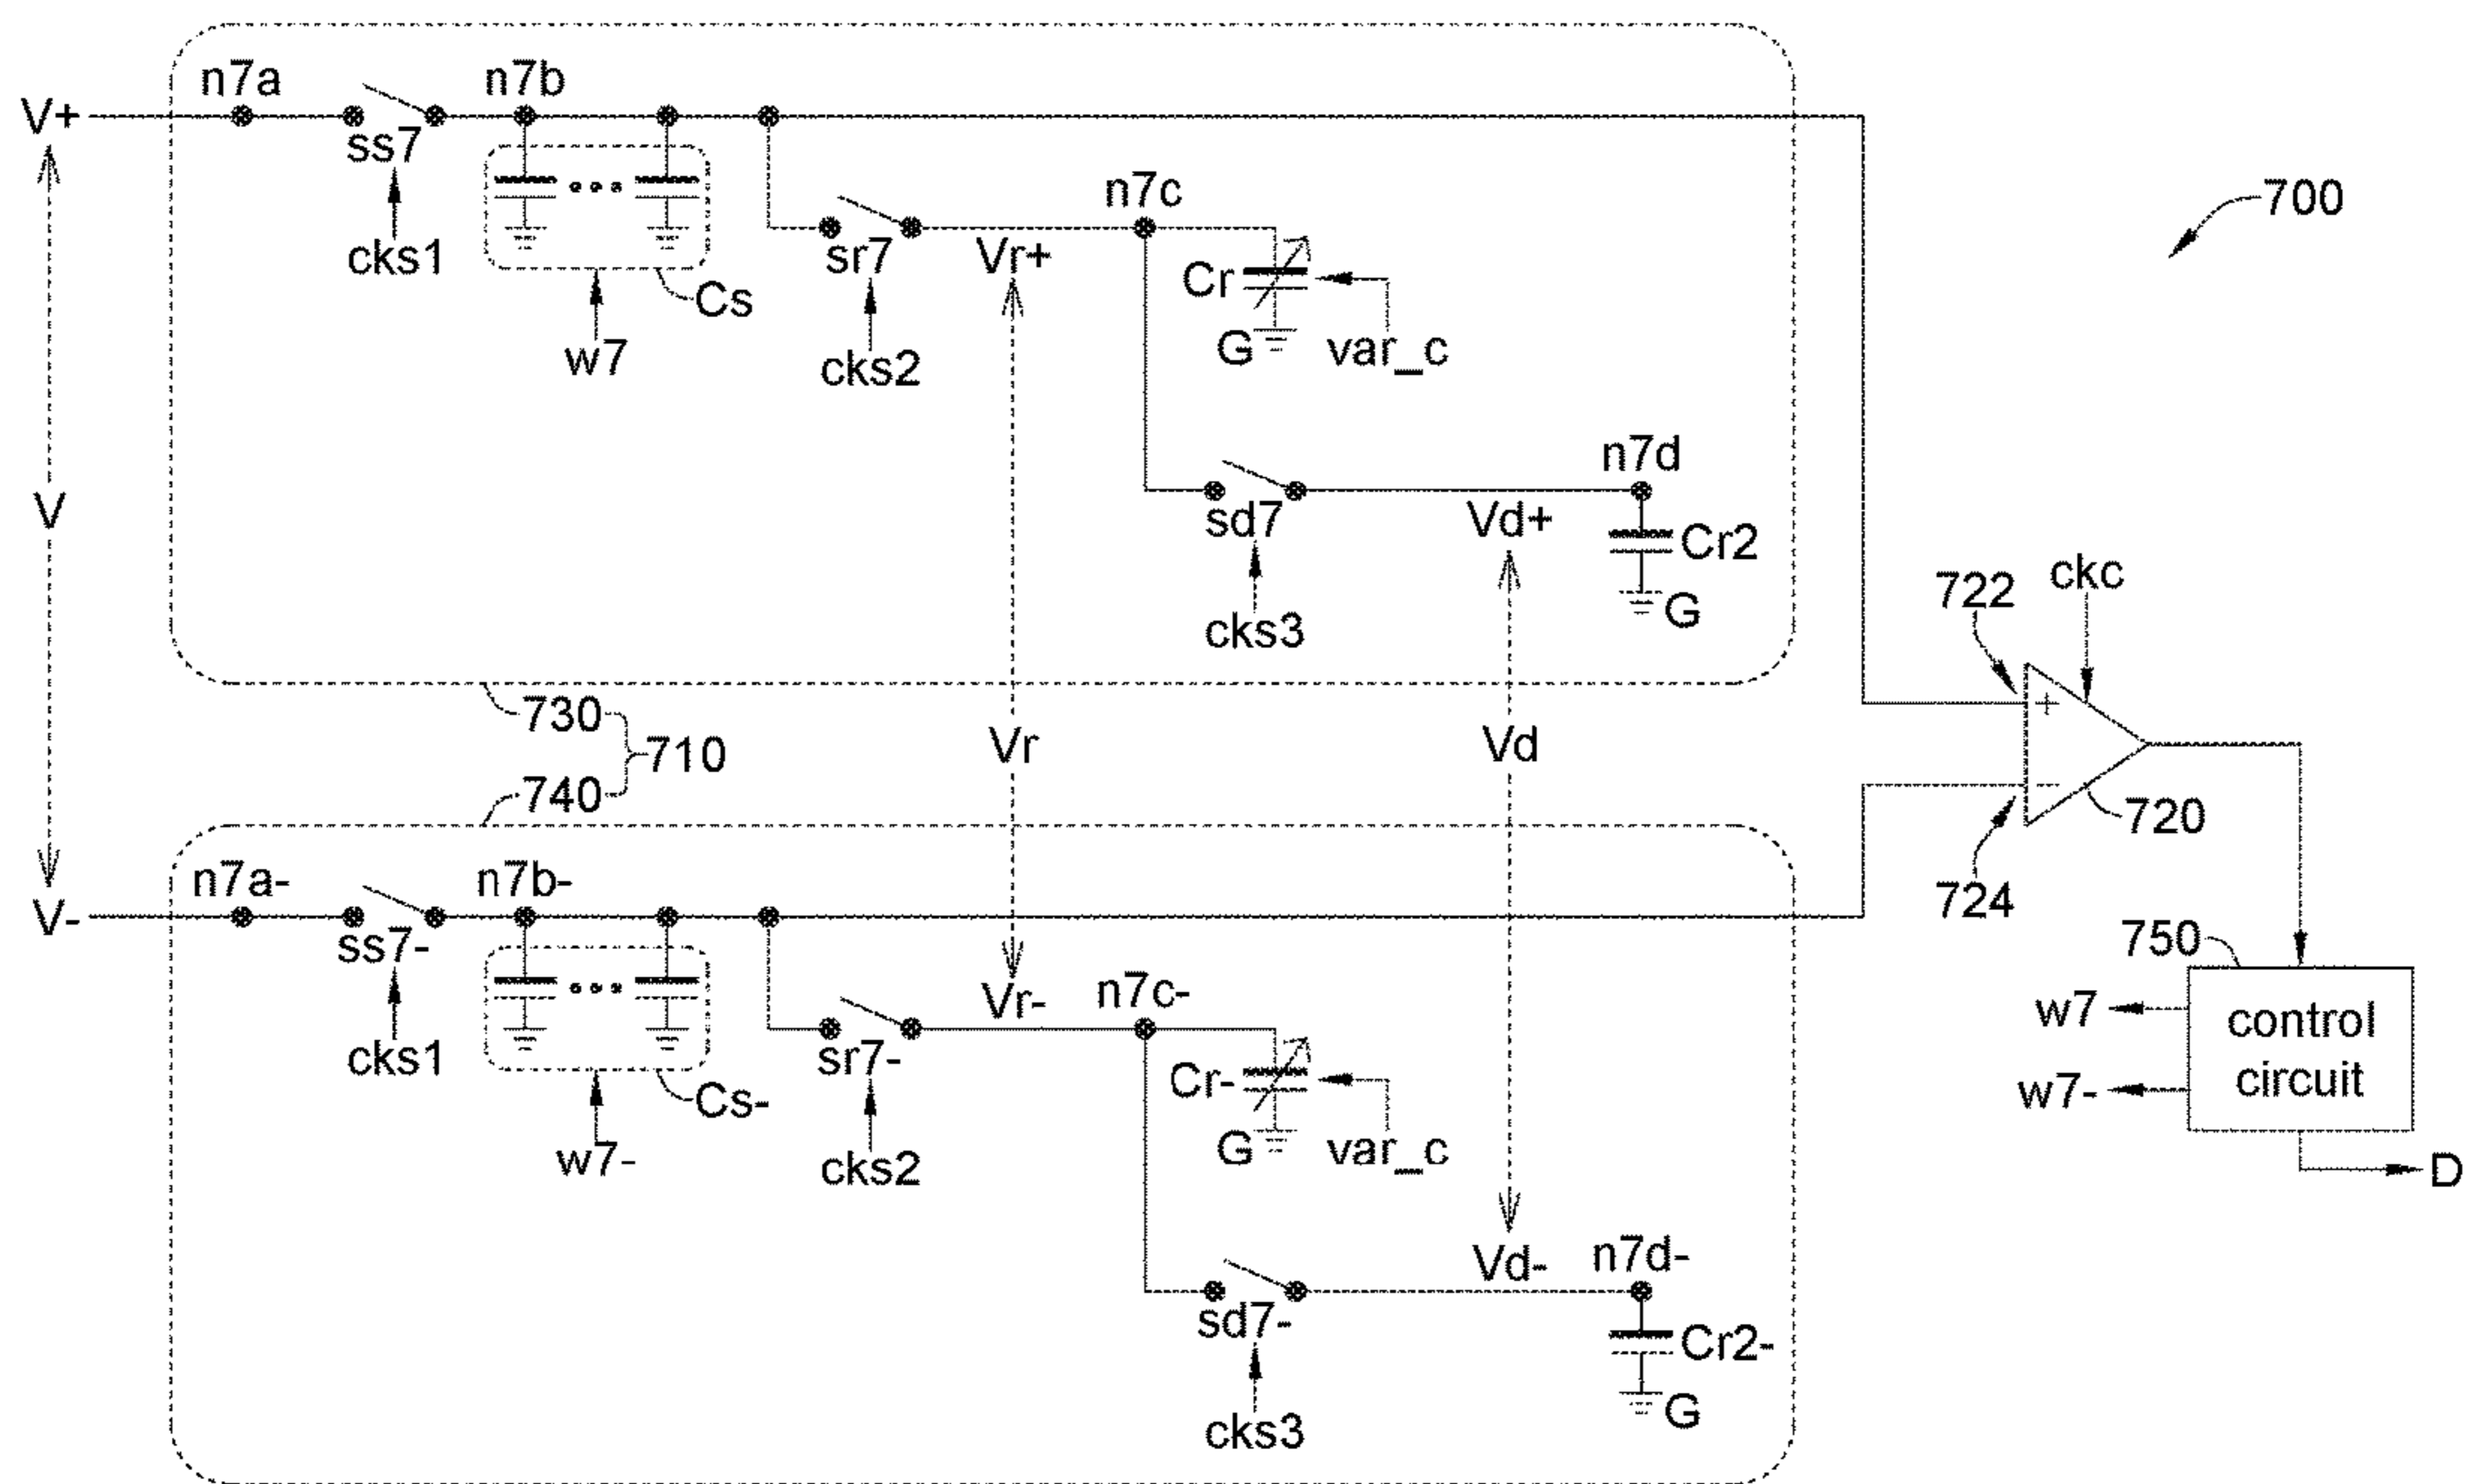 n7a
n7b
V+
ss7
cks1
Cs
w7
sr7
cks2
Vr+
n7c
Cr
G
var_c
700
V
sd7
cks3
Vd+
n7d
Cr2
G
722
ckc
+
730
710
740
Vr
Vd
−
720
724
n7a-
n7b-
V-
ss7-
cks1
Cs-
w7-
sr7-
cks2
Vr-
n7c-
Cr-
G
var_c
750
w7
w7-
control
circuit
D
sd7-
cks3
Vd-
n7d-
Cr2-
G